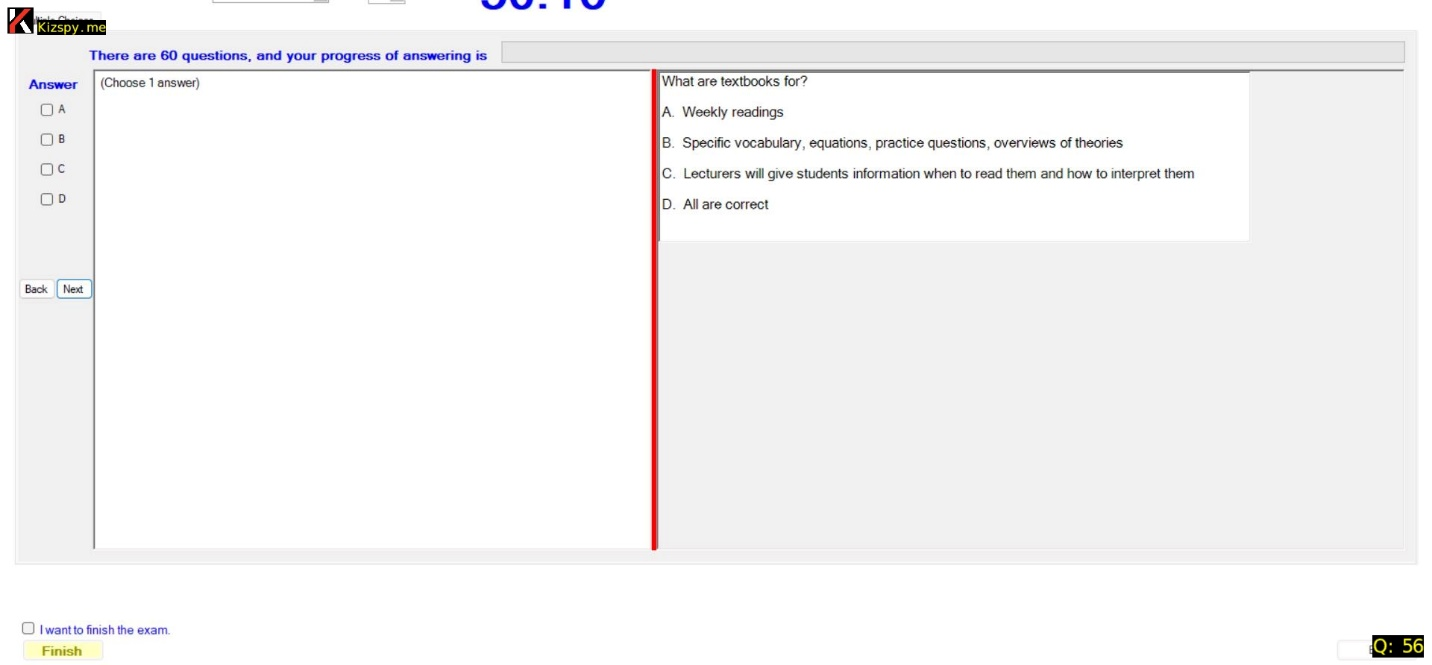 Kizspy.me
There are 60 questions, and your progress of answering is
Answer
(Choose 1 answer)
A
B
C
D
Back Next
What are textbooks for?
A. Weekly readings
B. Specific vocabulary, equations, practice questions, overviews of theories
C. Lecturers will give students information when to read them and how to interpret them
D. All are correct
I want to finish the exam.
Finish
Q: 56